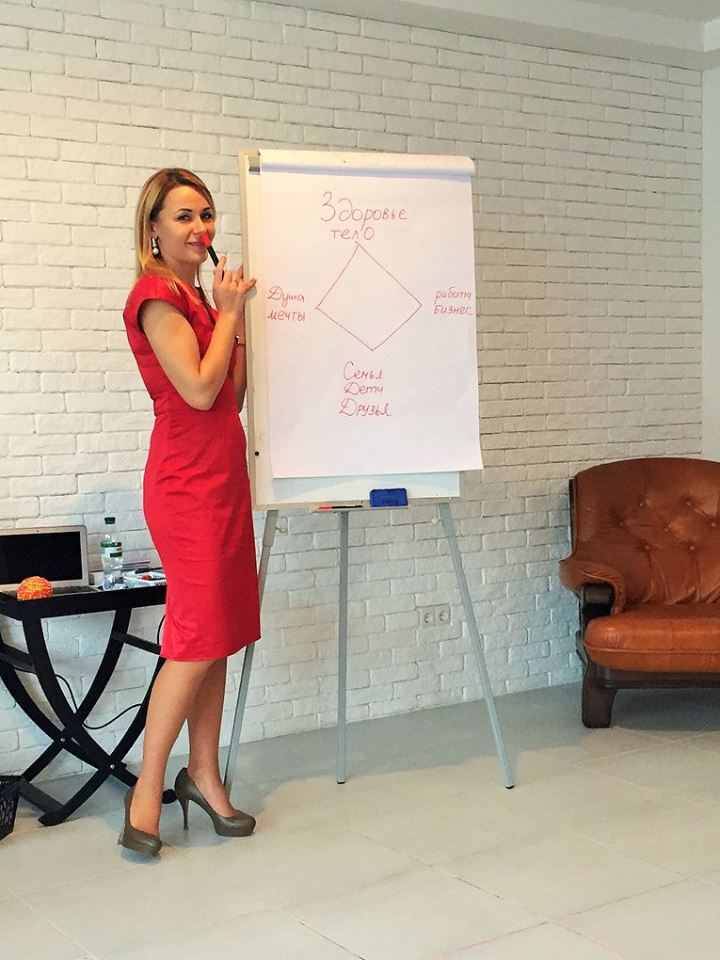 Здоровье
тело
Душа
мечты
работа
Бизнес
Семья
Дети
Друзья